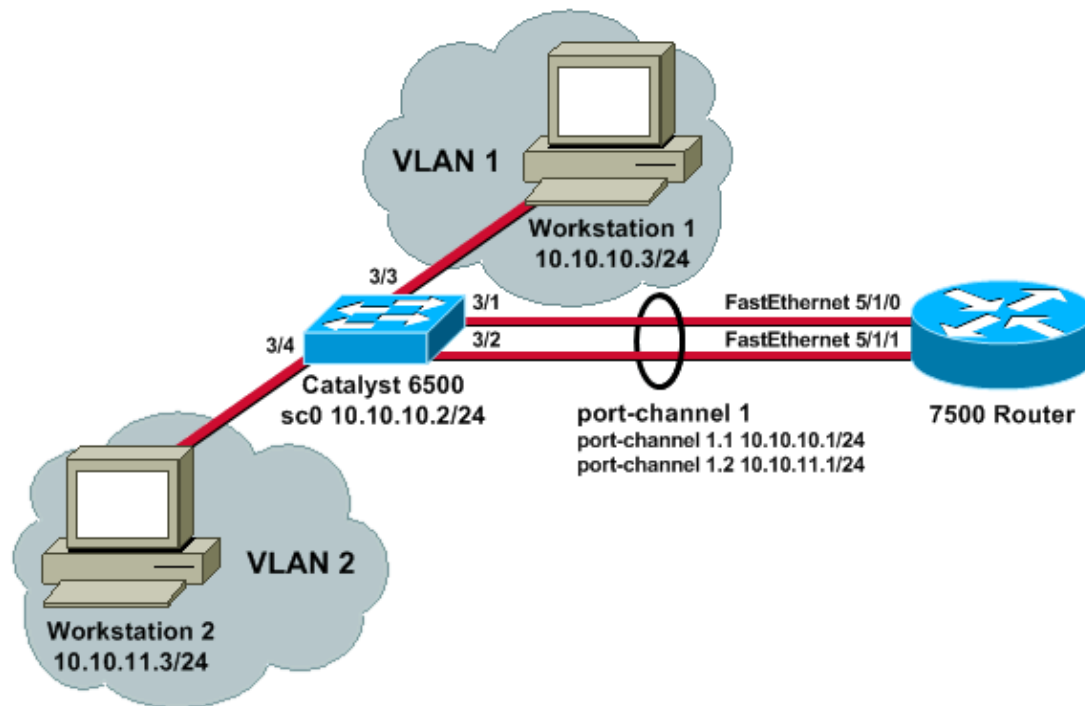 VLAN 1
Workstation 1
10.10.10.3/24
3/3
3/1
FastEthernet 5/1/0
3/4
3/2
FastEthernet 5/1/1
Catalyst 6500
sc0 10.10.10.2/24
port-channel 1
port-channel 1.1 10.10.10.1/24
port-channel 1.2 10.10.11.1/24
7500 Router
VLAN 2
Workstation 2
10.10.11.3/24